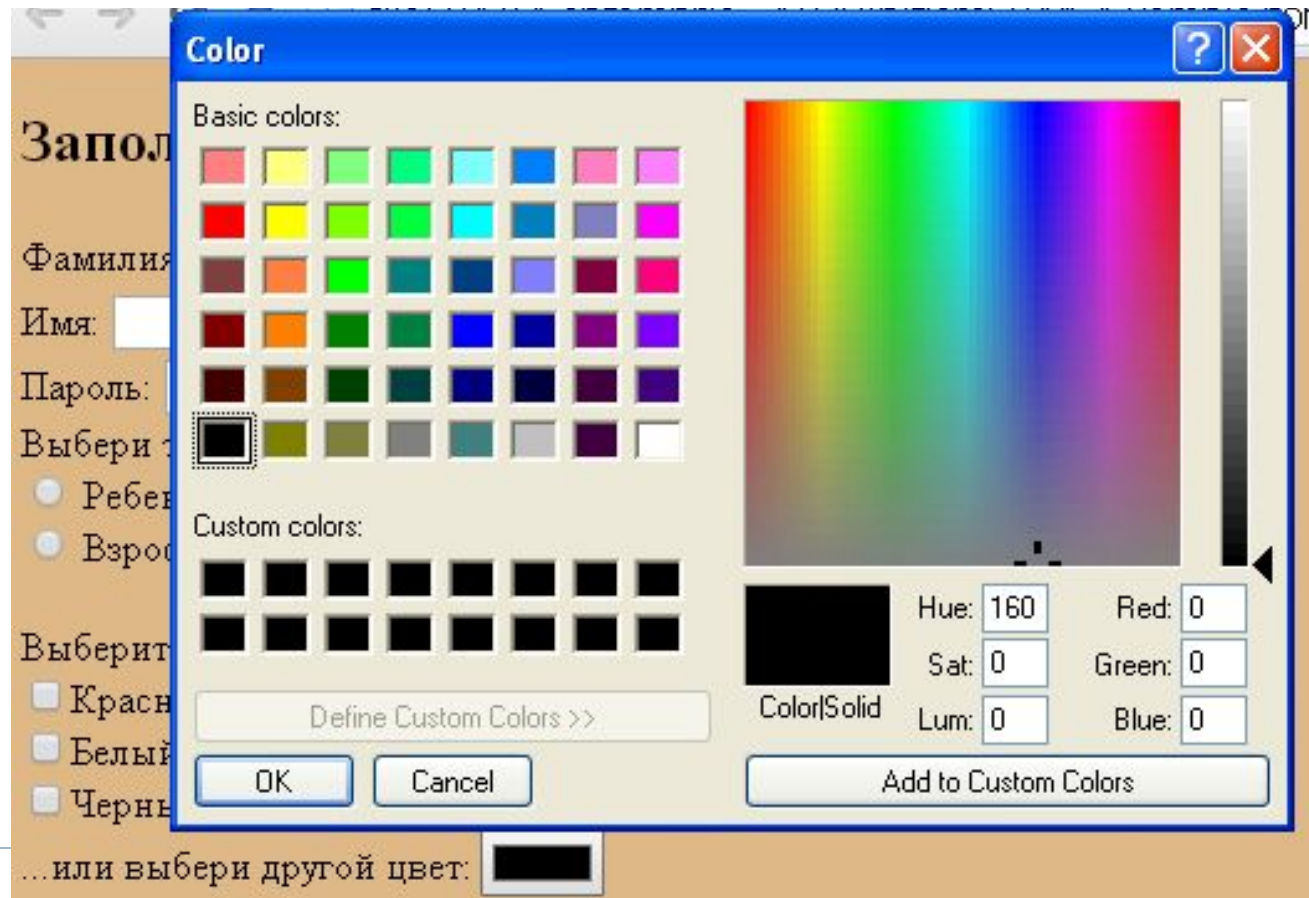 Color
Basic colors:
Запол
Фамилия
Имя:
Пароль:
Выбери
Ребен
Взрос
Custom colors:
Hue: 160 Red: 0
Sat: 0 Green: 0
Color|Solid
Lum: 0 Blue: 0
Выберит
Красн
Define Custom Colors >>
Белый
OK Cancel Add to Custom Colors
Черны
...или выбери другой цвет: